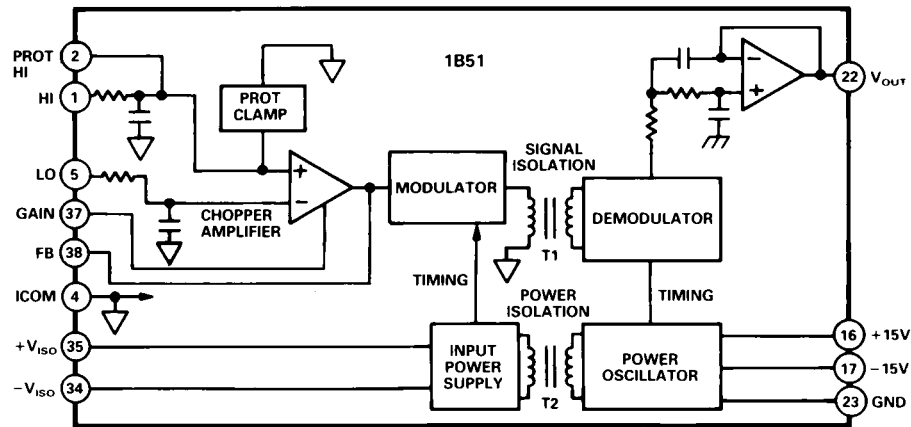 1B51
PROT HI
2
HI
1
PROT
CLAMP
22
VOUT
LO
5
SIGNAL
ISOLATION
+
−
−
+
MODULATOR
GAIN
37
CHOPPER
AMPLIFIER
DEMODULATOR
T1
FB
38
TIMING
TIMING
POWER
ISOLATION
ICOM
4
+VISO
35
INPUT
POWER
SUPPLY
POWER
OSCILLATOR
16
+15V
−VISO
34
17
−15V
T2
23
GND